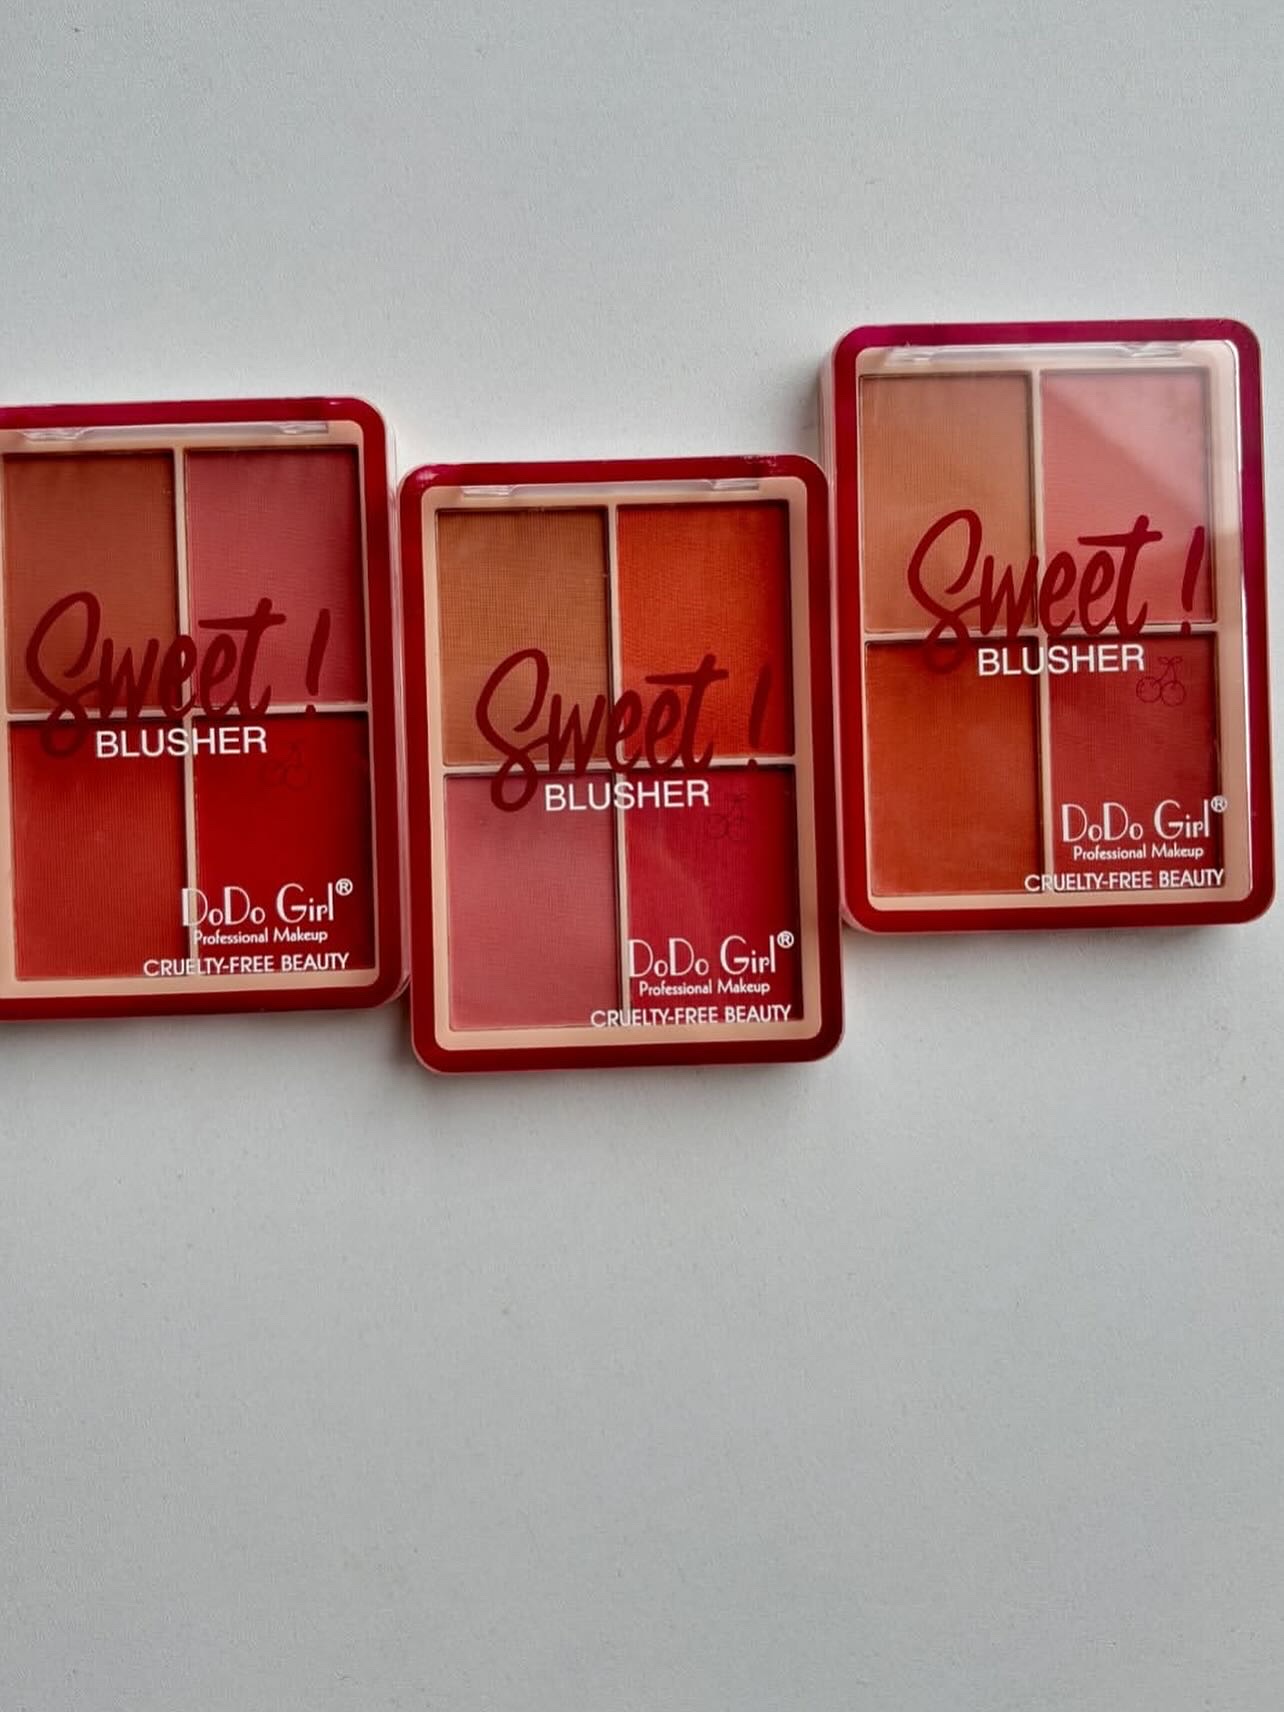 Sweet !
BLUSHER
DoDo Girl®
Professional Makeup
CRUELTY-FREE BEAUTY
Sweet !
BLUSHER
DoDo Girl®
Professional Makeup
CRUELTY-FREE BEAUTY
Sweet !
BLUSHER
DoDo Girl®
Professional Makeup
CRUELTY-FREE BEAUTY